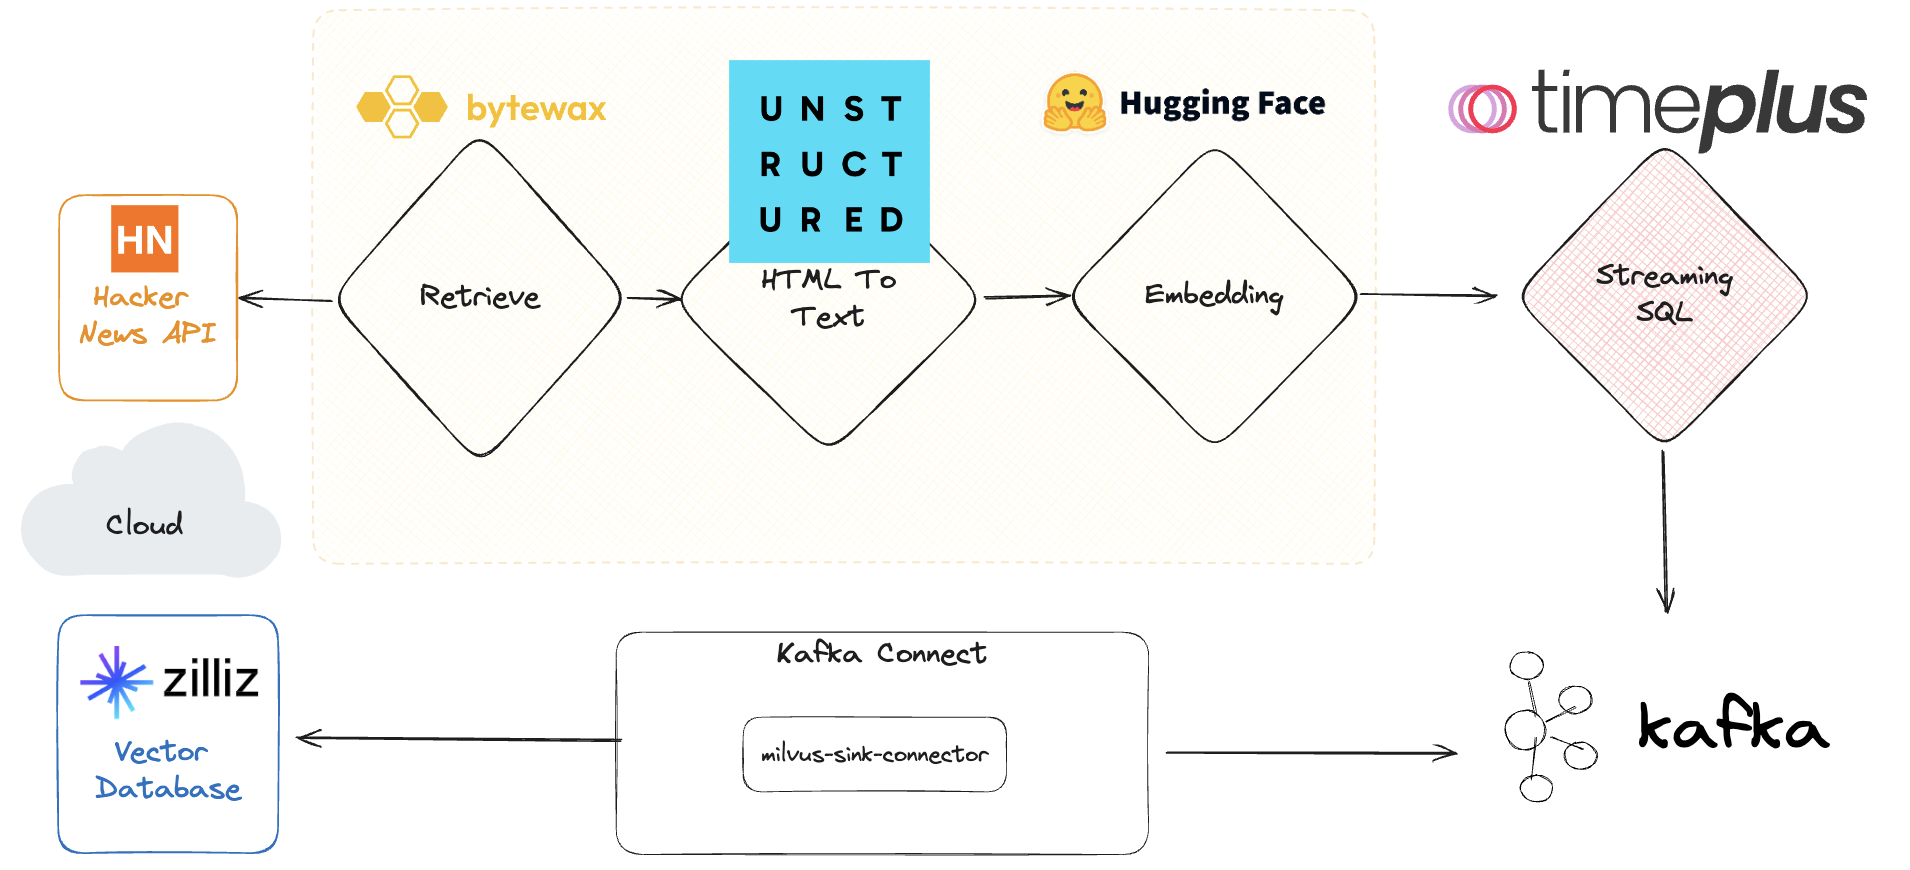 bytewax
UNST
RUCT
URED
Hugging Face
timeplus
HN
Hacker
News API
Retrieve
HTML To
Text
Embedding
Streaming
SQL
Cloud
zilliz
Vector
Database
Kafka Connect
milvus-sink-connector
kafka